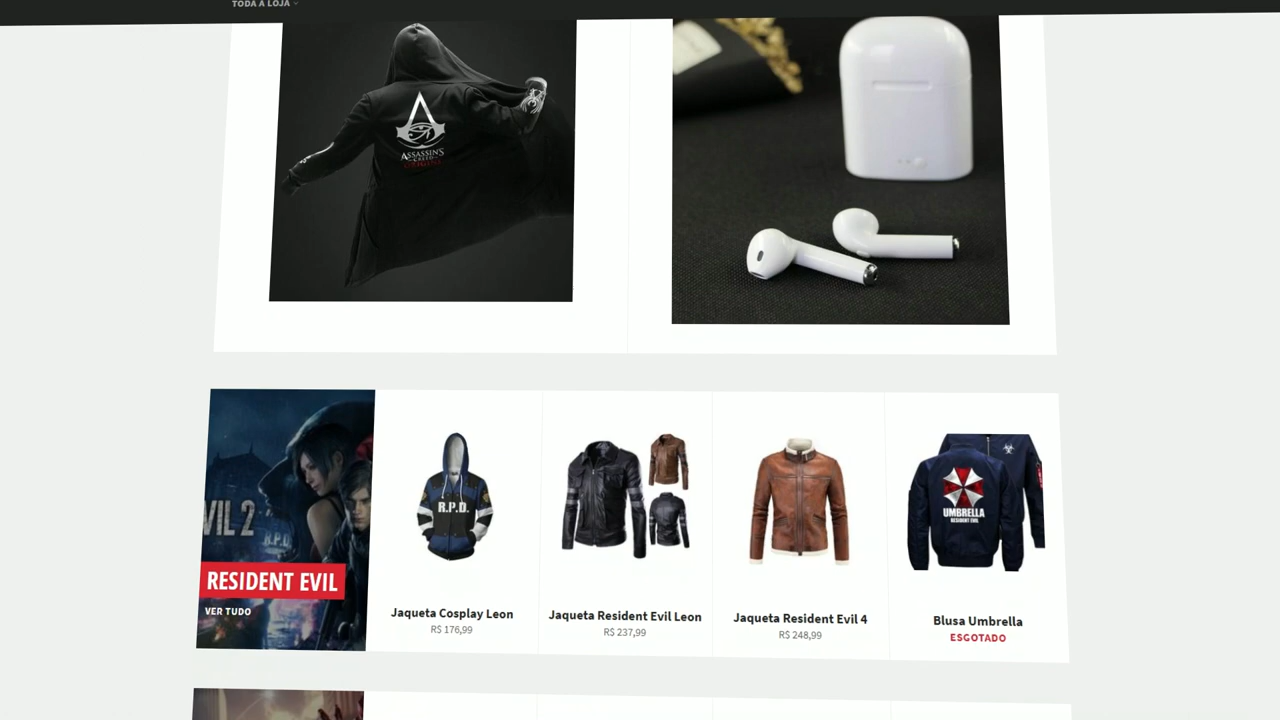 TODA A LOJA
ASSASSIN'S
CREED
ORIGINS
R.P.D.
UMBRELLA
RESIDENT EVIL
VIL 2
R.P.D.
RESIDENT EVIL
VER TUDO
Jaqueta Cosplay Leon
R$ 176,99
Jaqueta Resident Evil Leon
R$ 237,99
Jaqueta Resident Evil 4
R$ 248,99
Blusa Umbrella
ESGOTADO